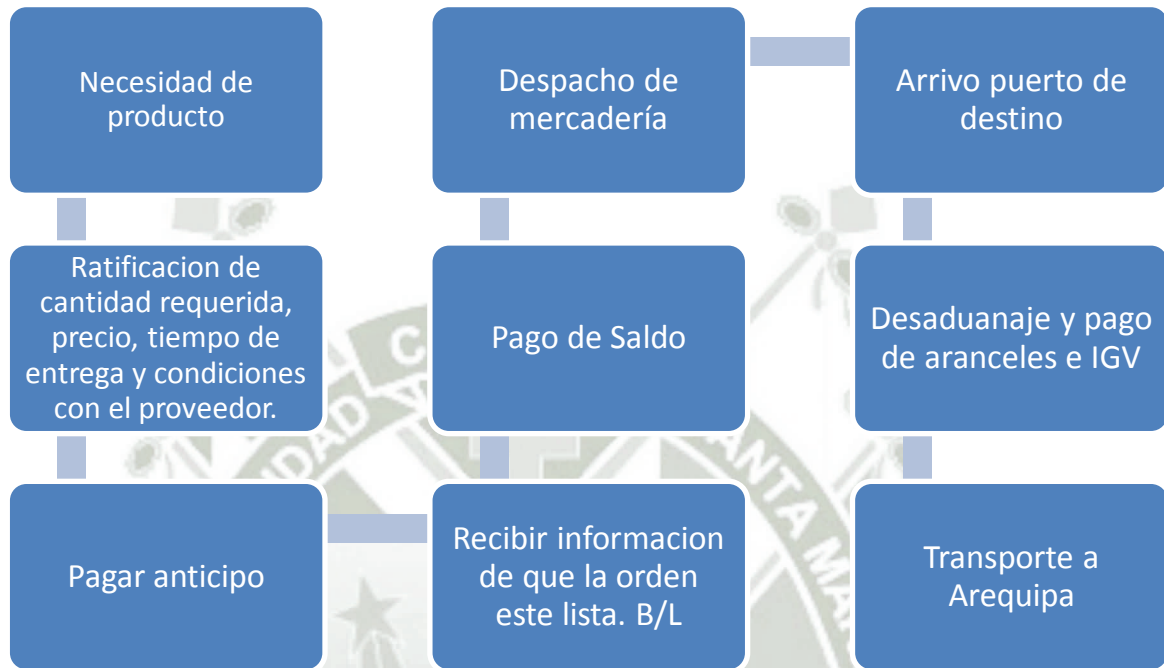 Necesidad de
producto
Ratificacion de
cantidad requerida,
precio, tiempo de
entrega y condiciones
con el proveedor.
Pagar anticipo
Recibir informacion
de que la orden
este lista. B/L
Pago de Saldo
Despacho de
mercadería
Arrivo puerto de
destino
Desaduanaje y pago
de aranceles e IGV
Transporte a
Arequipa